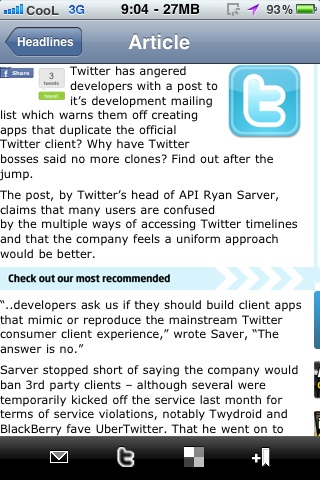 CooL 3G 9:04 - 27MB 93%
Headlines Article
Share
3
tweets
tweet
Twitter has angered
developers with a post to
it's development mailing
list which warns them off creating
apps that duplicate the official
Twitter client? Why have Twitter
bosses said no more clones? Find out after the
jump.
The post, by Twitter's head of API Ryan Sarver,
claims that many users are confused
by the multiple ways of accessing Twitter timelines
and that the company feels a uniform approach
would be better.
Check out our most recommended
"..developers ask us if they should build client apps
that mimic or reproduce the mainstream Twitter
consumer client experience," wrote Saver, "The
answer is no."
Sarver stopped short of saying the company would
ban 3rd party clients – although several were
temporarily kicked off the service last month for
terms of service violations, notably Twydroid and
BlackBerry fave UberTwitter. That he went on to